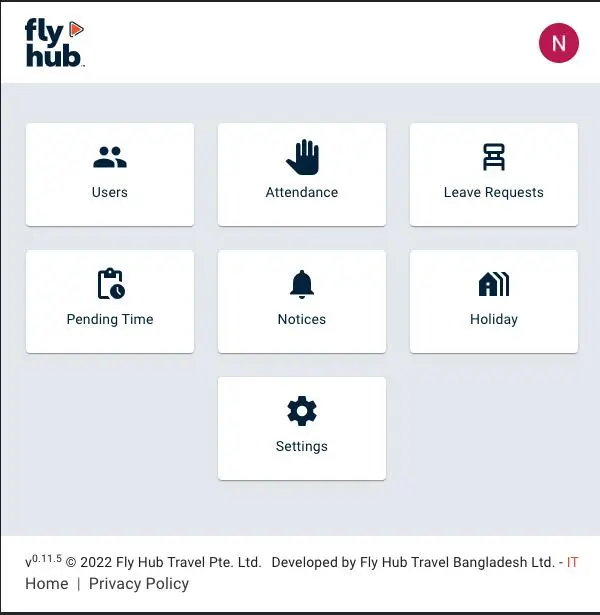 fly
hub
N
Users
Attendance
Leave Requests
Pending Time
Notices
Holiday
Settings
v0.11.5 © 2022 Fly Hub Travel Pte. Ltd. Developed by Fly Hub Travel Bangladesh Ltd. - IT
Home | Privacy Policy